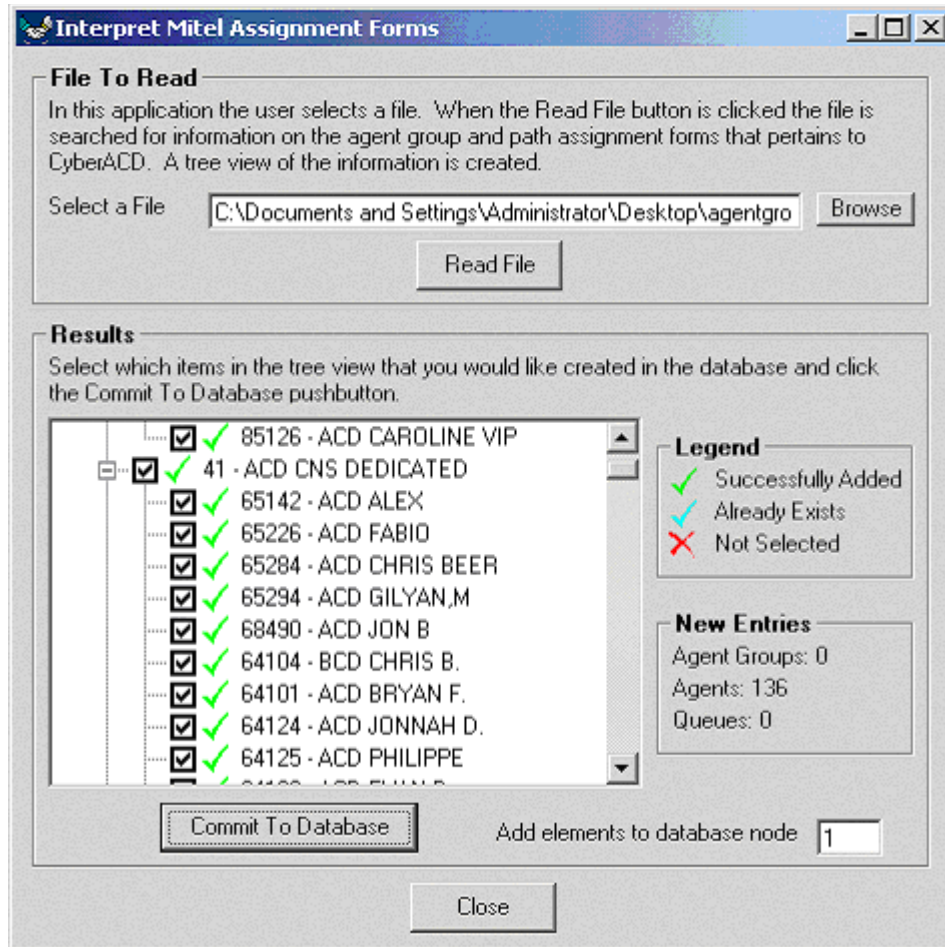 Interpret Mitel Assignment Forms
File To Read
In this application the user selects a file. When the Read File button is clicked the file is
searched for information on the agent group and path assignment forms that pertains to
CyberACD. A tree view of the information is created.
Select a File
C:\Documents and Settings\Administrator\Desktop\agentgro
Browse
Read File
Results
Select which items in the tree view that you would like created in the database and click
the Commit To Database pushbutton.
85126 - ACD CAROLINE VIP
41 - ACD CNS DEDICATED
65142 - ACD ALEX
65226 - ACD FABIO
65284 - ACD CHRIS BEER
65294 - ACD GILYAN,M
68490 - ACD JON B
64104 - BCD CHRIS B.
64101 - ACD BRYAN F.
64124 - ACD JONNAH D.
64125 - ACD PHILIPPE
Legend
Successfully Added
Already Exists
Not Selected
New Entries
Agent Groups: 0
Agents: 136
Queues: 0
Commit To Database
Add elements to database node
1
Close